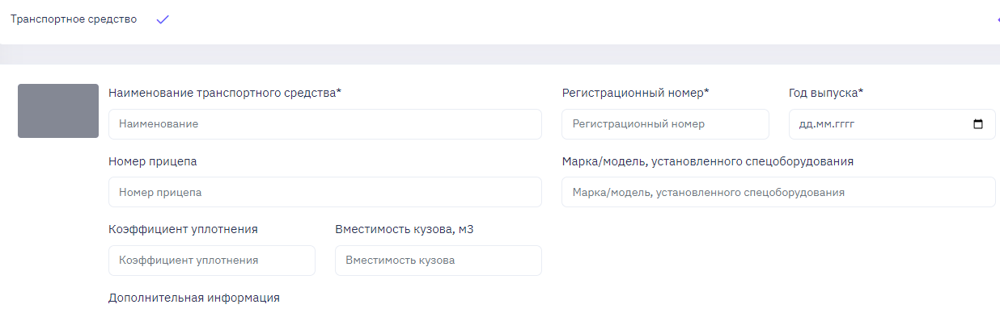 Транспортное средство
Наименование транспортного средства* Регистрационный номер* Год выпуска*
Наименование Регистрационный номер дд.мм.гггг
Номер прицепа Марка/модель, установленного спецоборудования
Номер прицепа Марка/модель, установленного спецоборудования
Коэффициент уплотнения Вместимость кузова, м3
Коэффициент уплотнения Вместимость кузова
Дополнительная информация